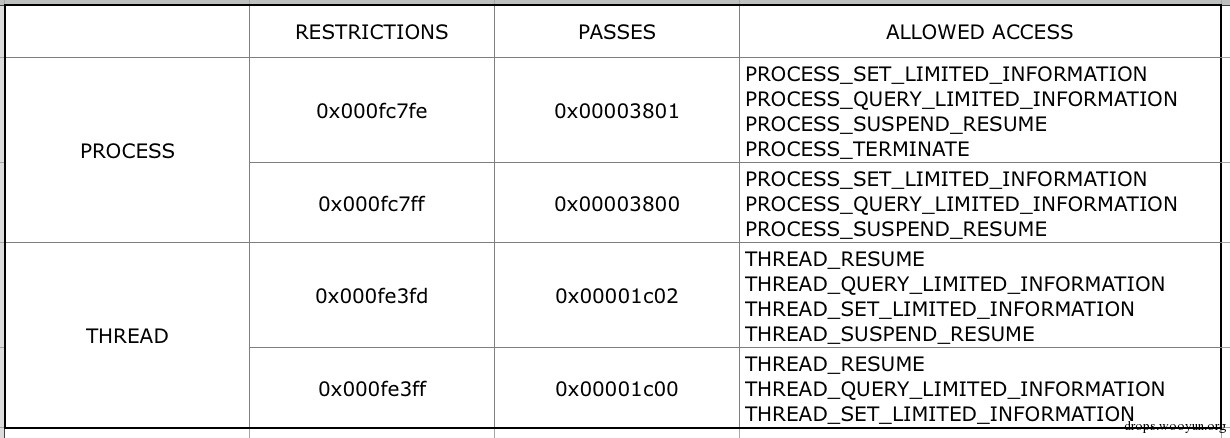 RESTRICTIONS PASSES ALLOWED ACCESS
PROCESS
0x000fc7fe 0x00003801
PROCESS_SET_LIMITED_INFORMATION
PROCESS_QUERY_LIMITED_INFORMATION
PROCESS_SUSPEND_RESUME
PROCESS_TERMINATE
0x000fc7ff 0x00003800
PROCESS_SET_LIMITED_INFORMATION
PROCESS_QUERY_LIMITED_INFORMATION
PROCESS_SUSPEND_RESUME
THREAD
0x000fe3fd 0x00001c02
THREAD_RESUME
THREAD_QUERY_LIMITED_INFORMATION
THREAD_SET_LIMITED_INFORMATION
THREAD_SUSPEND_RESUME
0x000fe3ff 0x00001c00
THREAD_RESUME
THREAD_QUERY_LIMITED_INFORMATION
THREAD_SET_LIMITED_INFORMATION
drops.wooyun.org